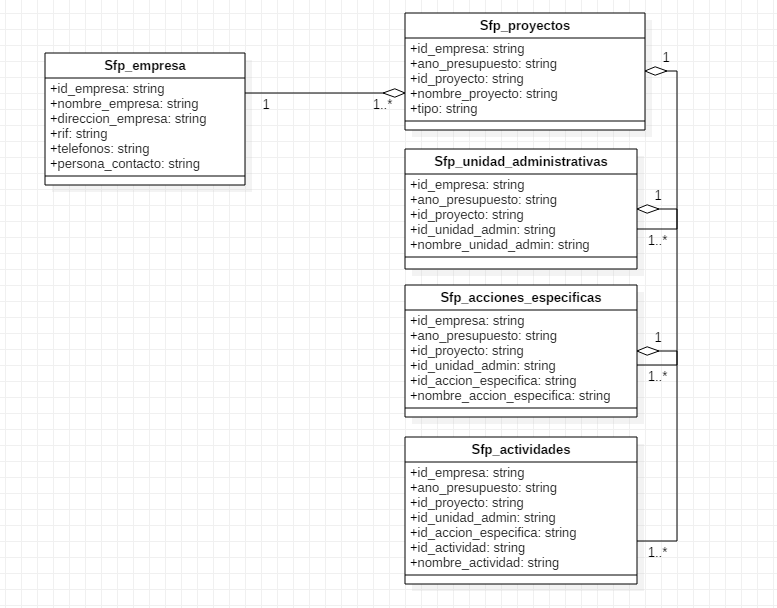 Sfp_empresa
+id_empresa: string
+nombre_empresa: string
+direccion_empresa: string
+rif: string
+telefonos: string
+persona_contacto: string
1
1..*
Sfp_proyectos
+id_empresa: string
+ano_presupuesto: string
+id_proyecto: string
+nombre_proyecto: string
+tipo: string
1
Sfp_unidad_administrativas
+id_empresa: string
+ano_presupuesto: string
+id_proyecto: string
+id_unidad_admin: string
+nombre_unidad_admin: string
1
1..*
Sfp_acciones_especificas
+id_empresa: string
+ano_presupuesto: string
+id_proyecto: string
+id_unidad_admin: string
+id_accion_especifica: string
+nombre_accion_especifica: string
1
1..*
Sfp_actividades
+id_empresa: string
+ano_presupuesto: string
+id_proyecto: string
+id_unidad_admin: string
+id_accion_especifica: string
+id_actividad: string
+nombre_actividad: string
1..*